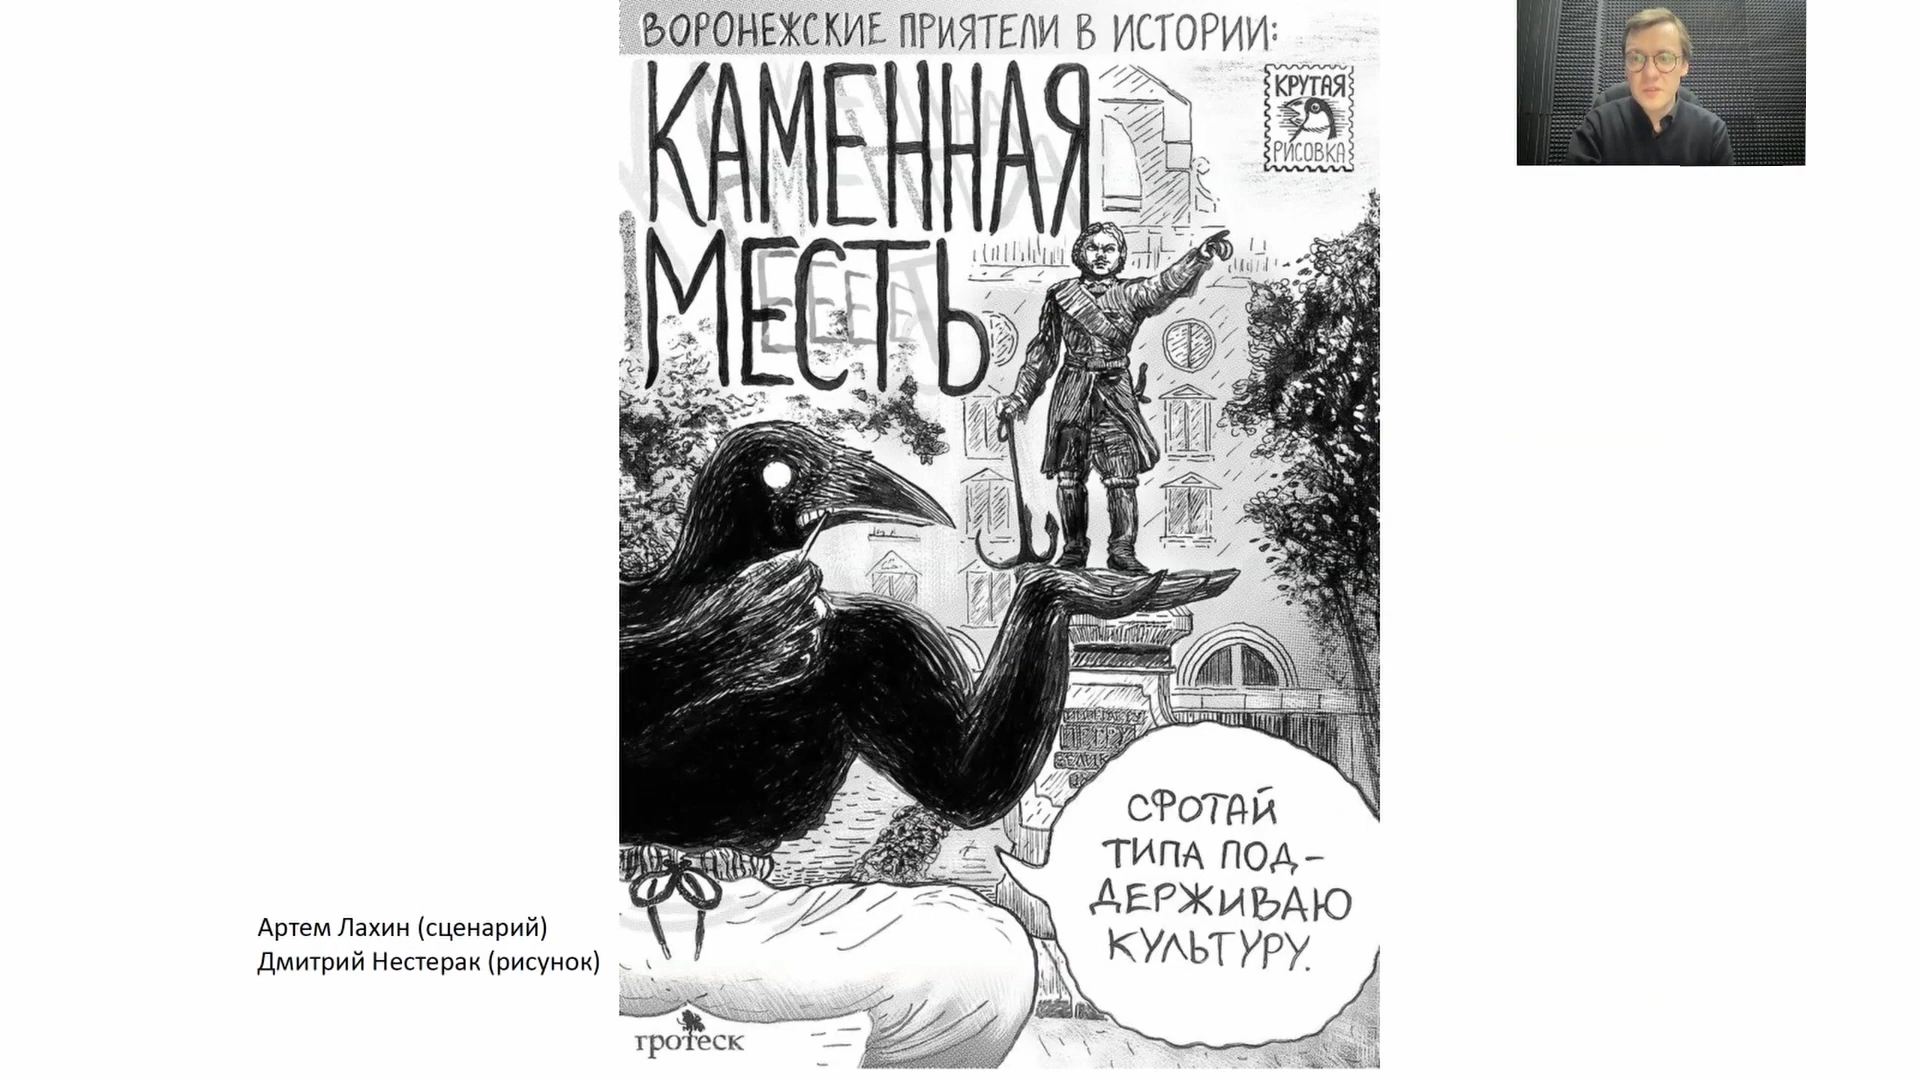 ВОРОНЕЖСКИЕ ПРИЯТЕЛИ В ИСТОРИИ:
КАМЕННАЯ
МЕСТЬ
КРУТАЯ
РИСОВКА
ПЕТРУ
СФОТАЙ
ТИПА ПОД-
ДЕРЖИВАЮ
КУЛЬТУРУ.
Артем Лахин (сценарий)
Дмитрий Нестерак (рисунок)
гротеск